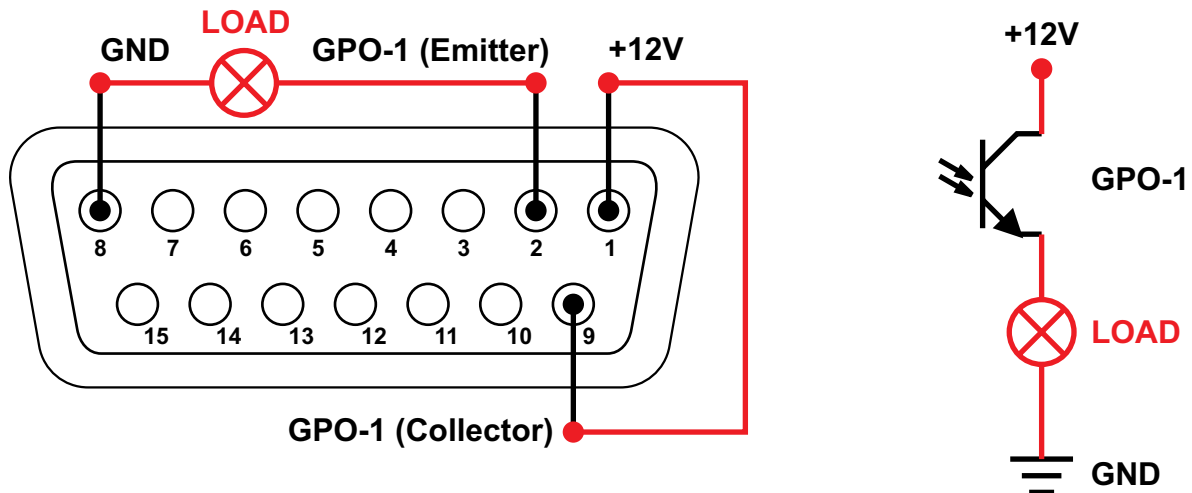 LOAD
GND
GPO-1 (Emitter)
+12V
8 7 6 5 4 3 2 1
15 14 13 12 11 10 9
GPO-1 (Collector)
+12V
GPO-1
LOAD
GND